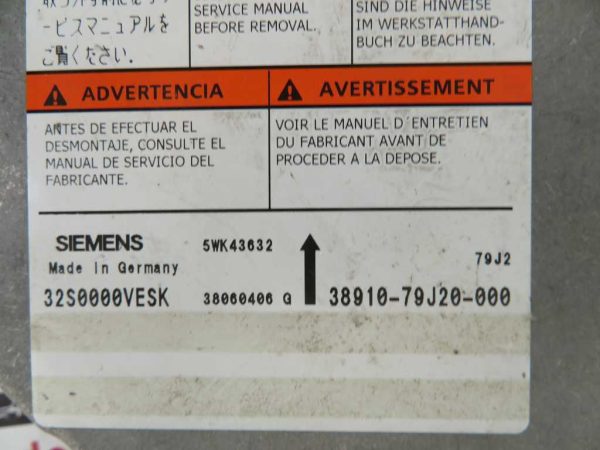 ービスマニュアルを
ご覧ください.
SERVICE MANUAL
BEFORE REMOVAL.
SIND DIE HINWEISE
IM WERKSTATTHAND-
BUCH ZU BEACHTEN.
ADVERTENCIA
ANTES DE EFECTUAR EL
DESMONTAJE, CONSULTE EL
MANUAL DE SERVICIO DEL
FABRICANTE.
AVERTISSEMENT
VOIR LE MANUEL D´ENTRETIEN
DU FABRICANT AVANT DE
PROCEDER A LA DEPOSE.
SIEMENS 5WK43632
79J2
Made in Germany
32S0000VESK 38060406 G 38910-79J20-000